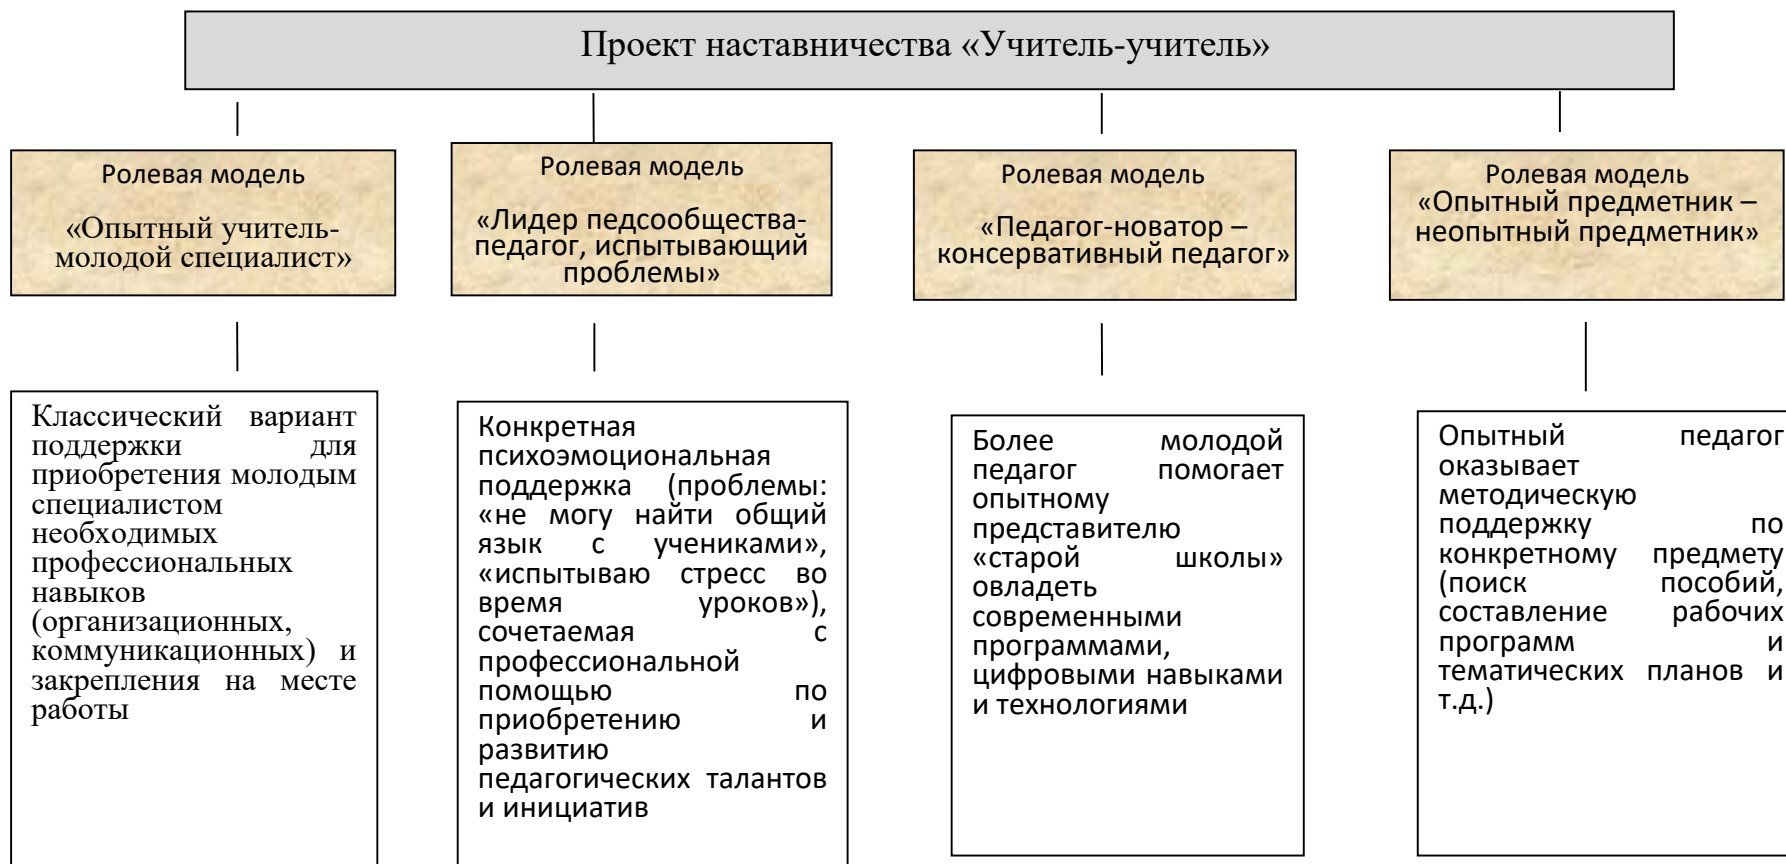 Проект наставничества «Учитель-учитель»
Ролевая модель
«Опытный учитель-
молодой специалист»
Ролевая модель
«Лидер педсообщества-
педагог, испытывающий
проблемы»
Ролевая модель
«Педагог-новатор –
консервативный педагог»
Ролевая модель
«Опытный предметник –
неопытный предметник»
Классический вариант
поддержки для
приобретения молодым
специалистом
необходимых
профессиональных
навыков
(организационных,
коммуникационных) и
закрепления на месте
работы
Конкретная
психоэмоциональная
поддержка (проблемы:
«не могу найти общий
язык с учениками»,
«испытываю стресс во
время уроков»),
сочетаемая с
профессиональной
помощью по
приобретению и
развитию
педагогических талантов
и инициатив
Более молодой
педагог помогает
опытному
представителю
«старой школы»
овладеть
современными
программами,
цифровыми навыками
и технологиями
Опытный педагог
оказывает
методическую
поддержку по
конкретному предмету
(поиск пособий,
составление рабочих
программ и
тематических планов и
т.д.)